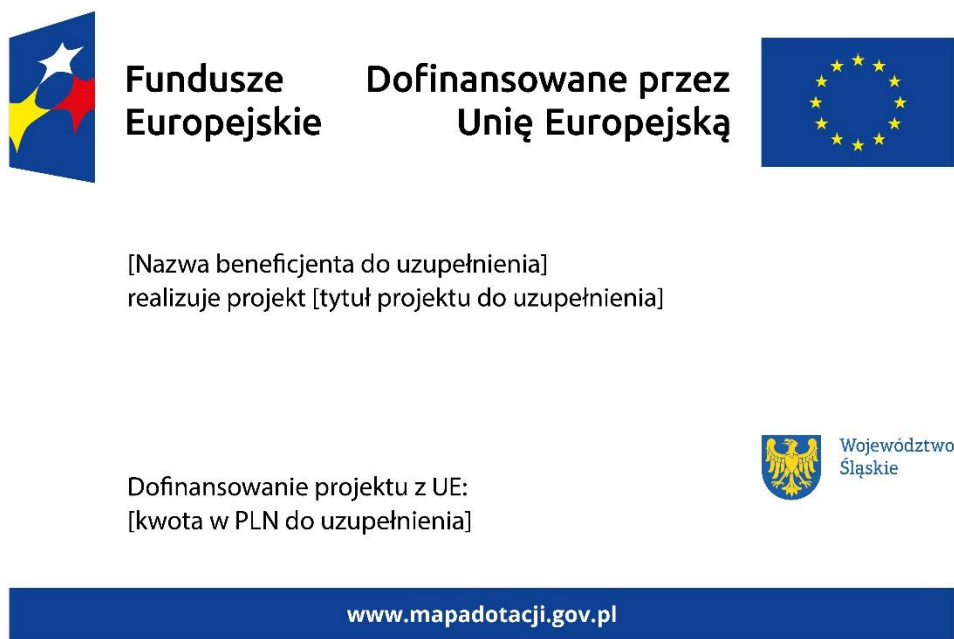 Fundusze
Europejskie
Dofinansowane przez
Unię Europejską
[Nazwa beneficjenta do uzupełnienia]
realizuje projekt [tytuł projektu do uzupełnienia]
Województwo
Śląskie
Dofinansowanie projektu z UE:
[kwota w PLN do uzupełnienia]
www.mapadotacji.gov.pl